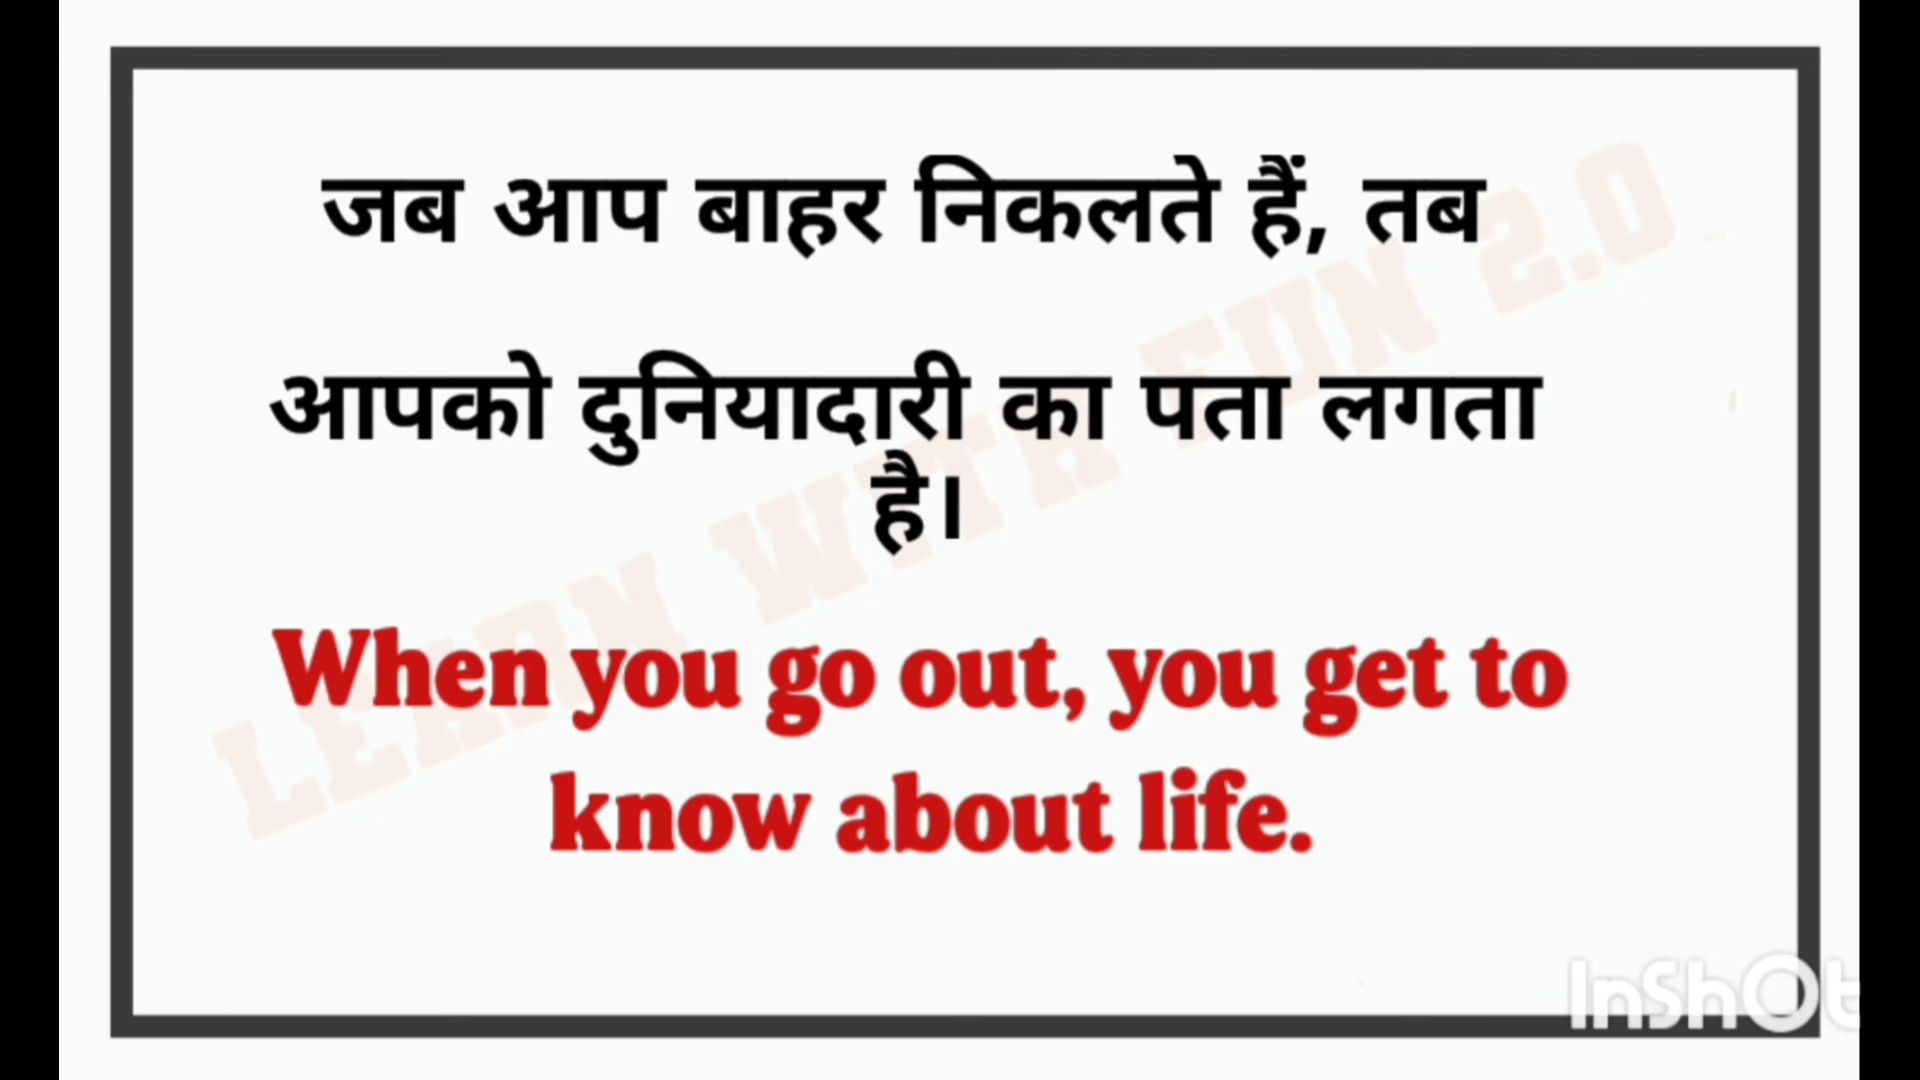 जब आप बाहर निकलते हैं, तब
आपको दुनियादारी का पता लगता
है।
When you go out, you get to
know about life.
LEARN WITH FUN 2.0
InShOt